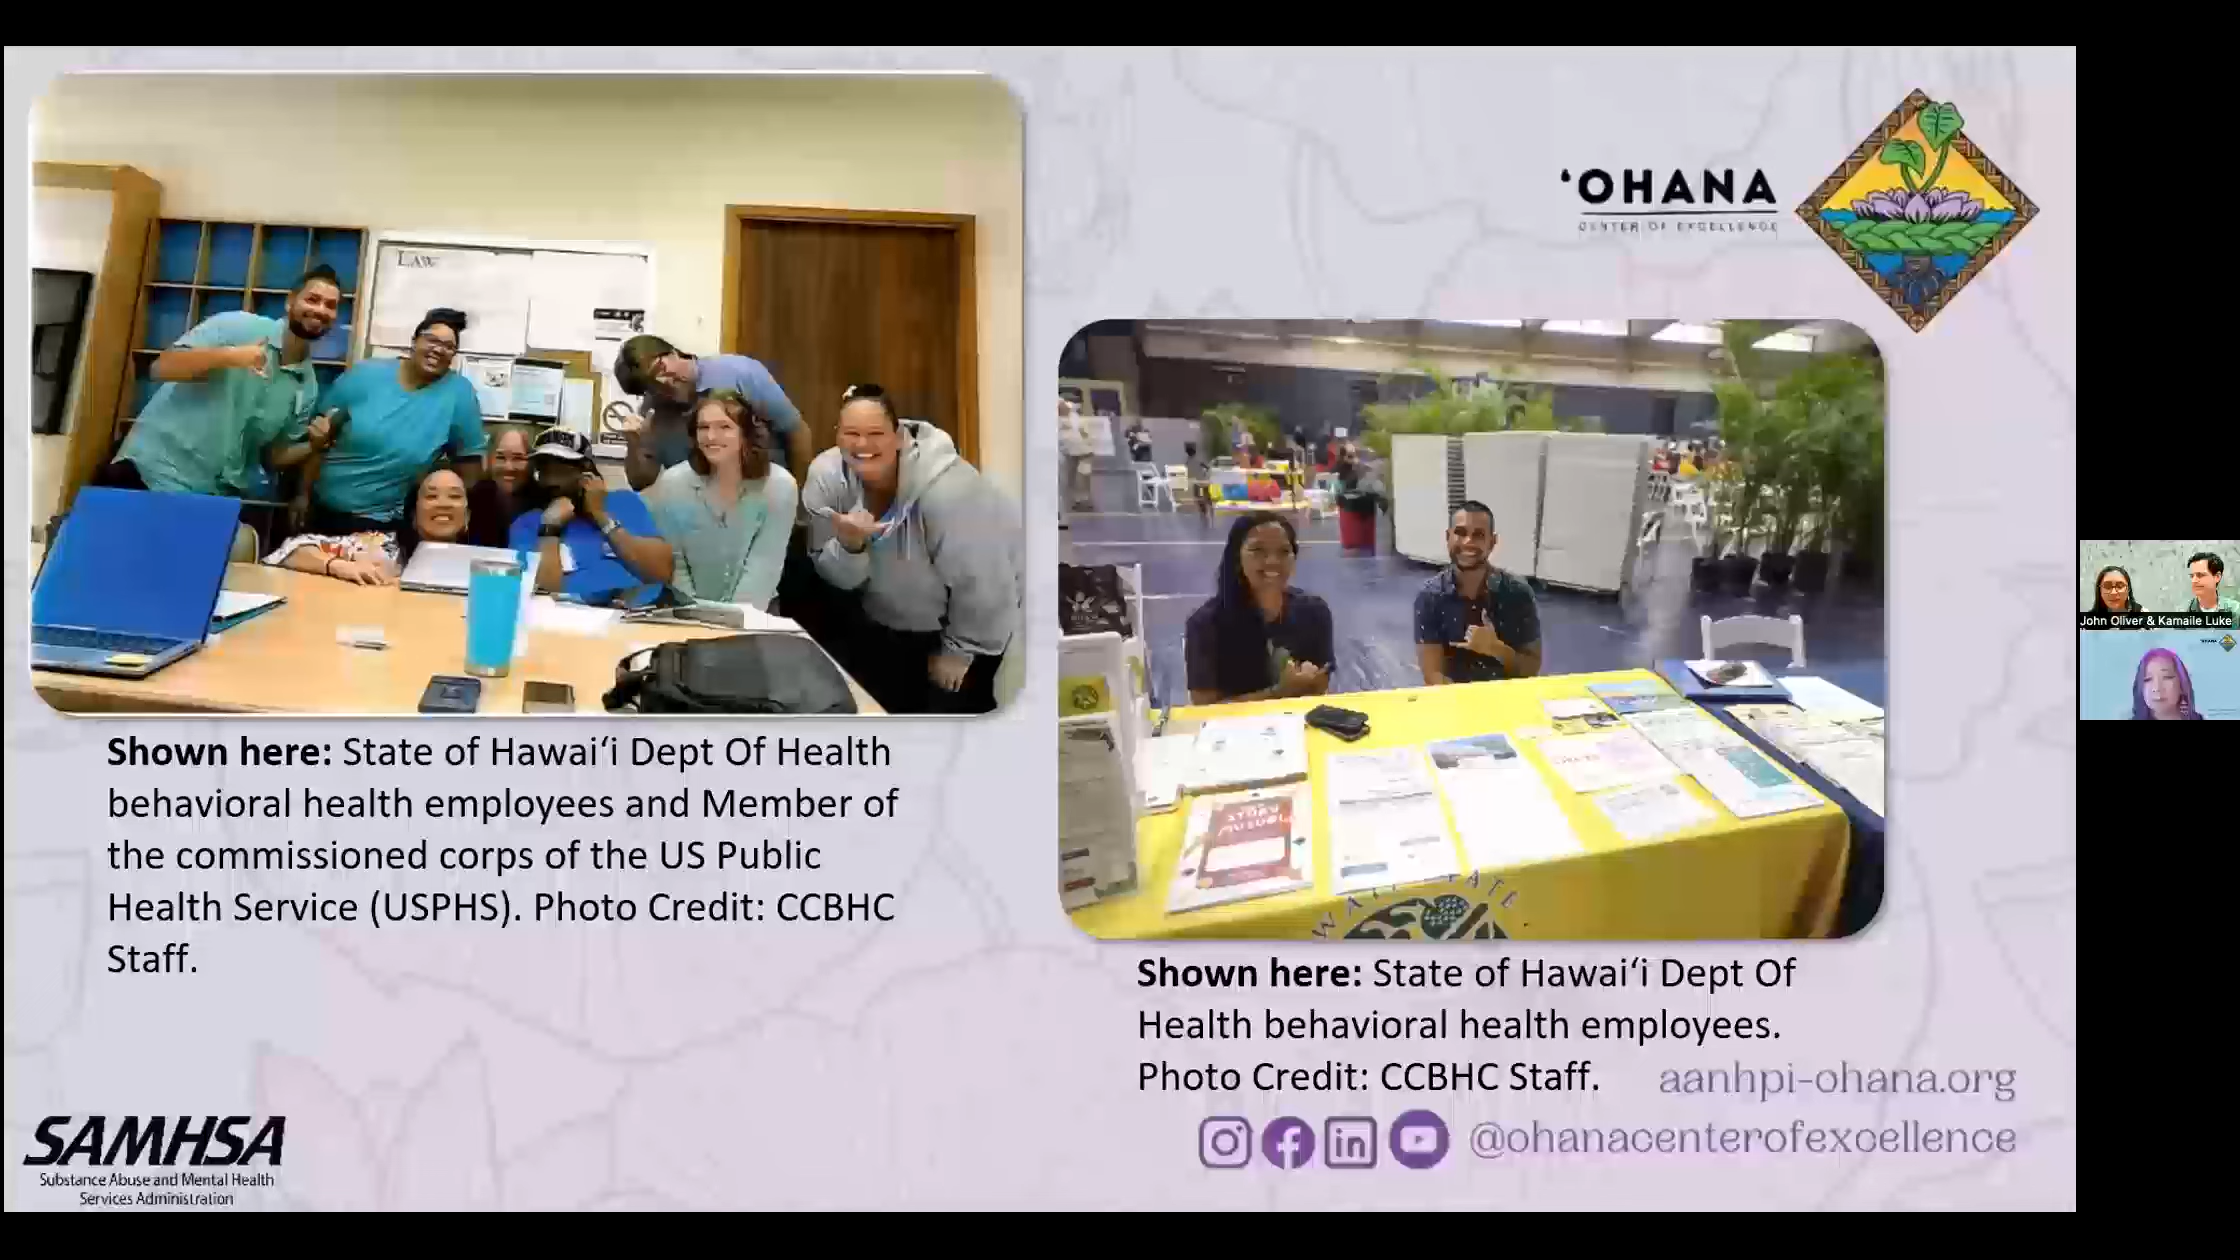 LAW
‘OHANA
CENTER OF EXCELLENCE
Shown here: State of Hawai‘i Dept Of Health
behavioral health employees and Member of
the commissioned corps of the US Public
Health Service (USPHS). Photo Credit: CCBHC
Staff.
Shown here: State of Hawai‘i Dept Of
Health behavioral health employees.
Photo Credit: CCBHC Staff.
aanhpi-ohana.org
@ohanacenterofexcellence
SAMHSA
Substance Abuse and Mental Health
Services Administration
John Oliver & Kamaile Luke